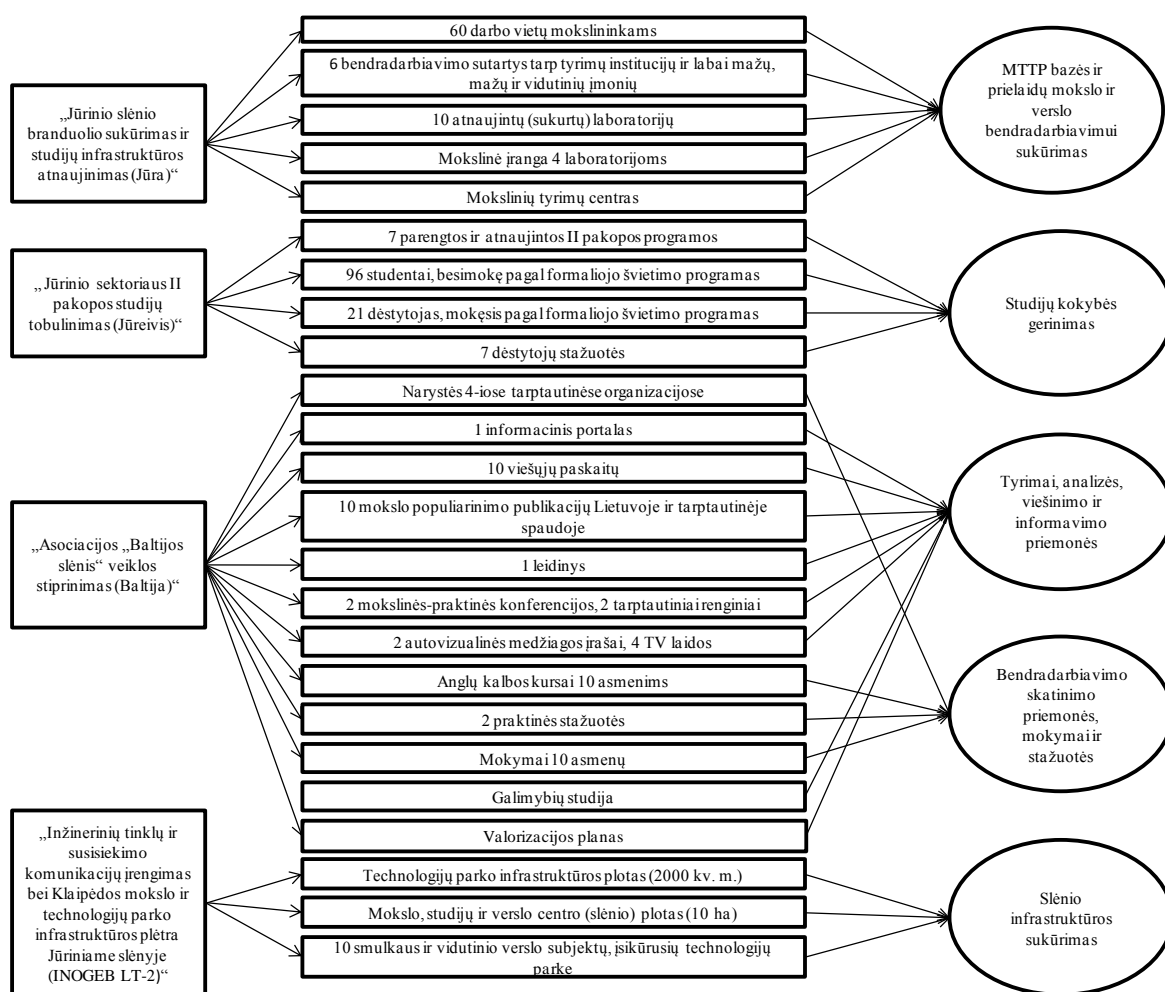 „Jūrinio slėnio
branduolio sukūrimas ir
studijų infrastruktūros
atnaujinimas (Jūra)“
„Jūrinio sektoriaus II
pakopos studijų
tobulinimas (Jūreivis)“
„Asociacijos „Baltijos
slėnis“ veiklos
stiprinimas (Baltija)“
„Inžinerinių tinklų ir
susisiekimo
komunikacijų įrengimas
bei Klaipėdos mokslo ir
technologijų parko
infrastruktūros plėtra
Jūriniame slėnyje
(INOGEB LT-2)“
60 darbo vietų mokslininkams
6 bendradarbiavimo sutartys tarp tyrimų institucijų ir labai mažų,
mažų ir vidutinių įmonių
10 atnaujintų (sukurtų) laboratorijų
Mokslinė įranga 4 laboratorijoms
Mokslinių tyrimų centras
7 parengtos ir atnaujintos II pakopos programos
96 studentai, besimokę pagal formaliojo švietimo programas
21 dėstytojas, mokęsis pagal formaliojo švietimo programas
7 dėstytojų stažuotės
Narystės 4-iose tarptautinėse organizacijose
1 informacinis portalas
10 viešųjų paskaitų
10 mokslo populiarinimo publikacijų Lietuvoje ir tarptautinėje
spaudoje
1 leidinys
2 mokslinės-praktinės konferencijos, 2 tarptautiniai renginiai
2 autovizualinės medžiagos įrašai, 4 TV laidos
Anglų kalbos kursai 10 asmenims
2 praktinės stažuotės
Mokymai 10 asmenų
Galimybių studija
Valorizacijos planas
Technologijų parko infrastruktūros plotas (2000 kv. m.)
Mokslo, studijų ir verslo centro (slėnio) plotas (10 ha)
10 smulkaus ir vidutinio verslo subjektų, įsikūrusių technologijų
parke
MTTP bazės ir
prielaidų mokslo ir
verslo
bendradarbiavimui
sukūrimas
Studijų kokybės
gerinimas
Tyrimai, analizės,
viešinimo ir
informavimo
priemonės
Bendradarbiavimo
skatinimo
priemonės,
mokymai ir
stažuotės
Slėnio
infrastruktūros
sukūrimas